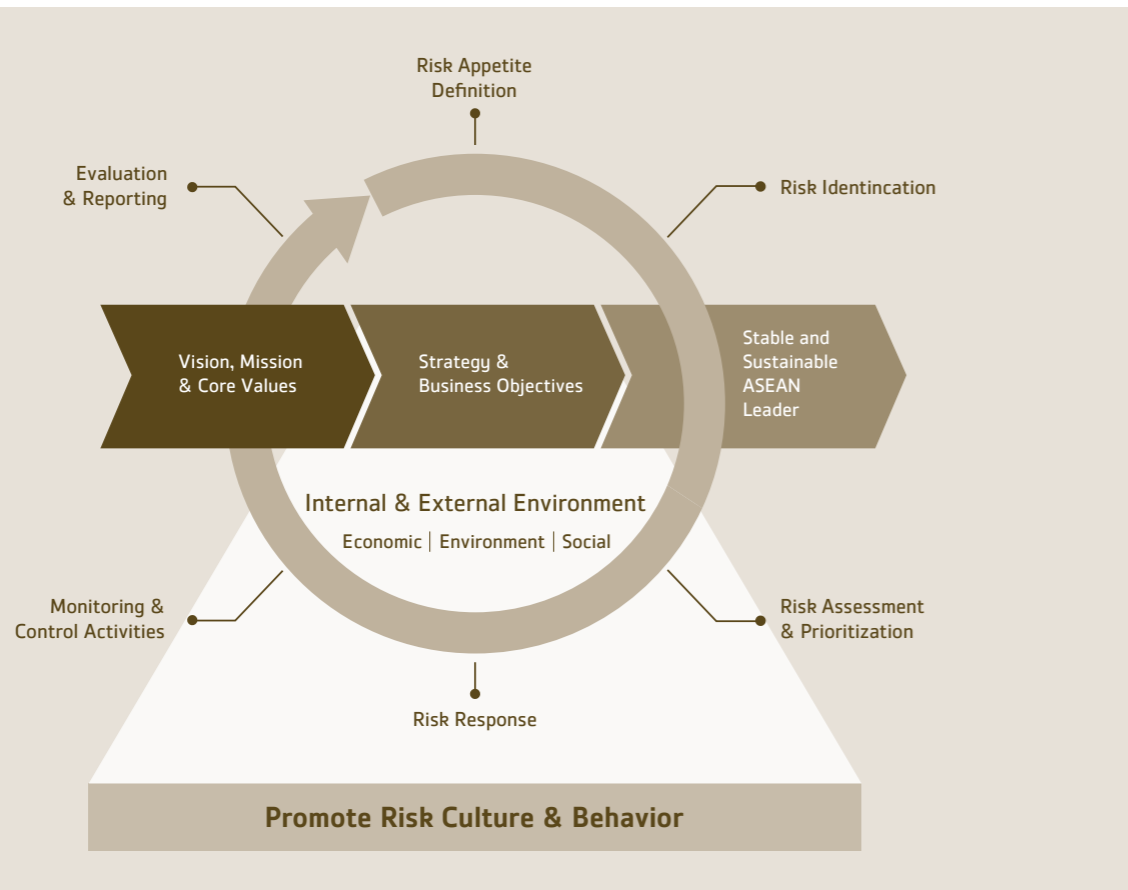 Risk Appetite
Definition
Evaluation
& Reporting
Risk Identincation
Vision, Mission
& Core Values
Strategy &
Business Objectives
Stable and
Sustainable
ASEAN
Leader
Internal & External Environment
Economic | Environment | Social
Monitoring &
Control Activities
Risk Assessment
& Prioritization
Risk Response
Promote Risk Culture & Behavior